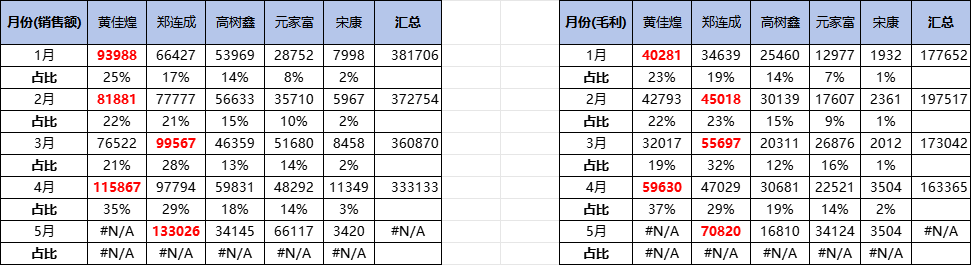 月份(销售额) 黄佳煌 郑连成 高树鑫 元家富 宋康 汇总 月份(毛利) 黄佳煌 郑连成 高树鑫 元家富 宋康 汇总
1月 93988 66427 53969 28752 7998 381706 1月 40281 34639 25460 12977 1932 177652
占比 25% 17% 14% 8% 2% 占比 23% 19% 14% 7% 1%
2月 81881 77777 56633 35710 5967 372754 2月 42793 45018 30139 17607 2361 197517
占比 22% 21% 15% 10% 2% 占比 22% 23% 15% 9% 1%
3月 76522 99567 46359 51680 8458 360870 3月 32017 55697 20311 26876 2012 173042
占比 21% 28% 13% 14% 2% 占比 19% 32% 12% 16% 1%
4月 115867 97794 59831 48292 11349 333133 4月 59630 47029 30681 22521 3504 163365
占比 35% 29% 18% 14% 3% 占比 37% 29% 19% 14% 2%
5月 #N/A 133026 34145 66117 3420 #N/A 5月 #N/A 70820 16810 34124 3504 #N/A
占比 #N/A #N/A #N/A #N/A #N/A 占比 #N/A #N/A #N/A #N/A #N/A